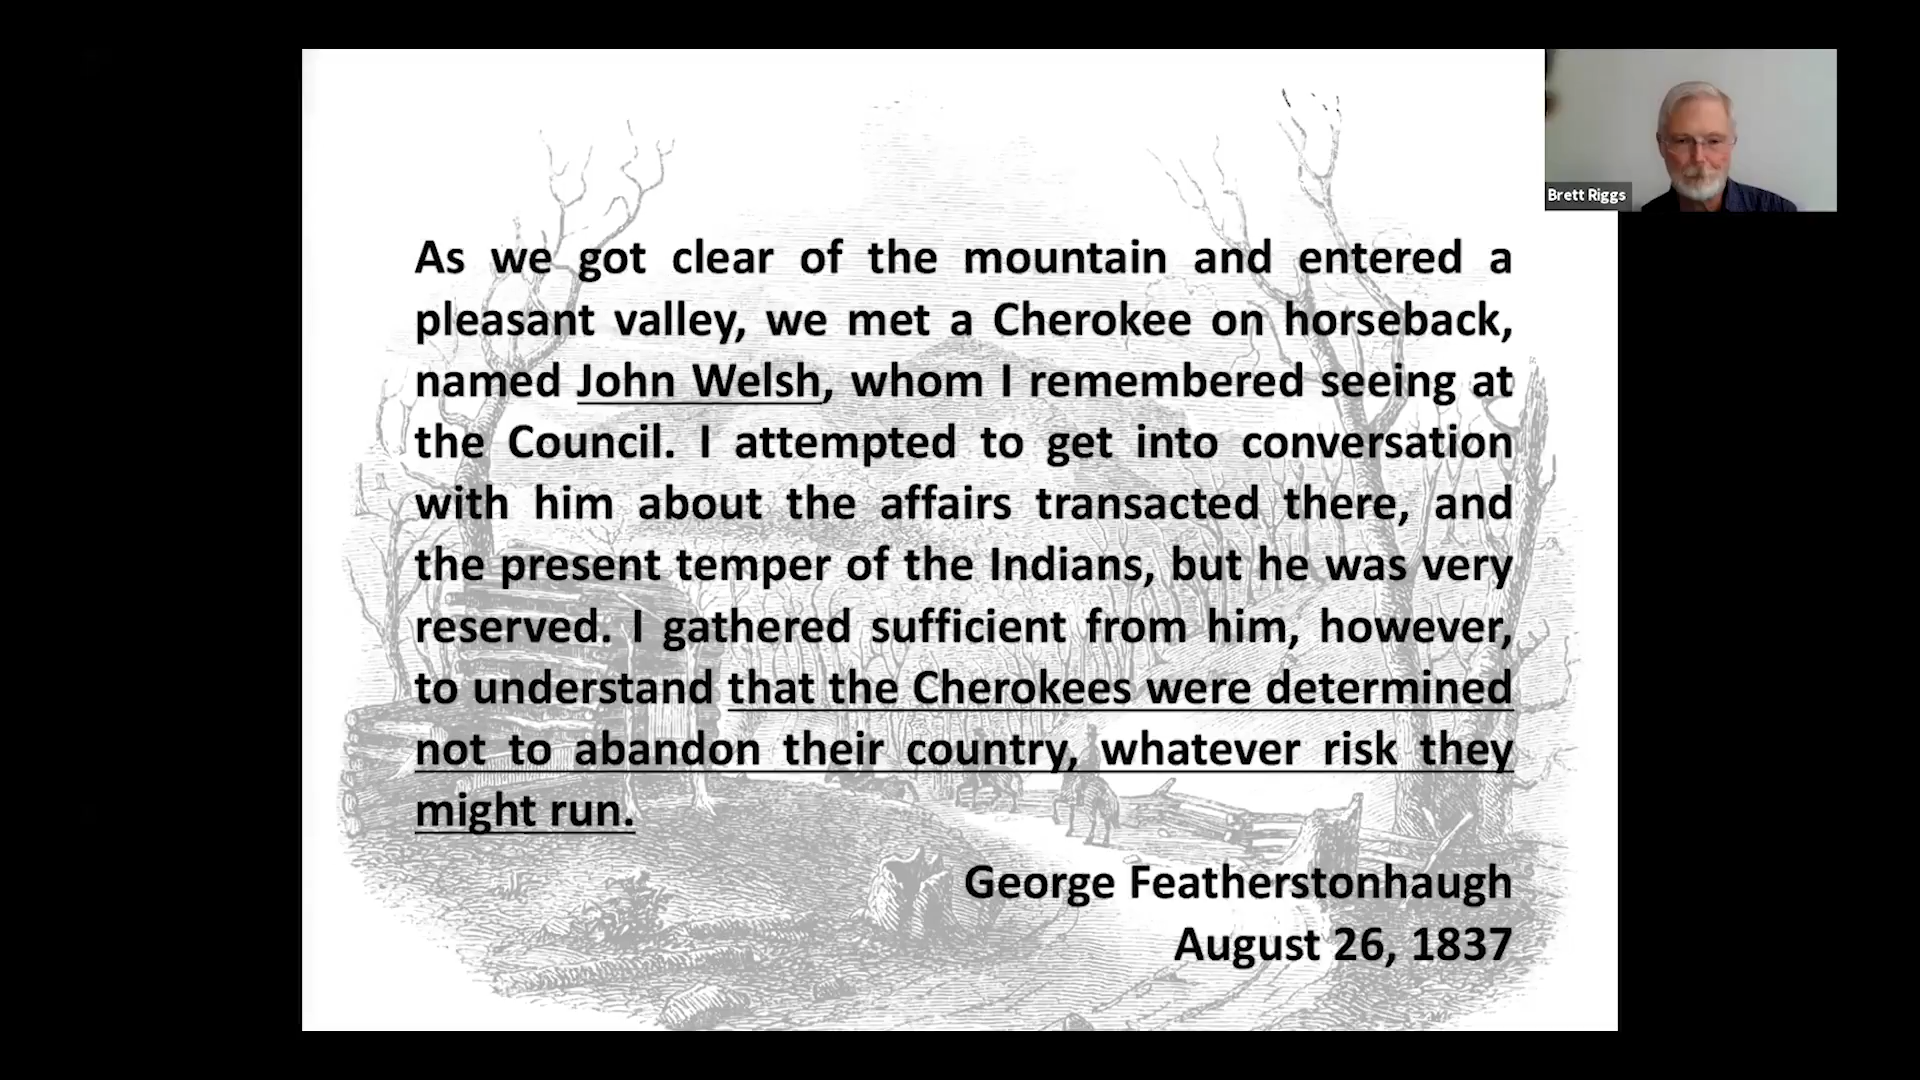 Brett Riggs
As we got clear of the mountain and entered a
pleasant valley, we met a Cherokee on horseback,
named John Welsh, whom I remembered seeing at
the Council. I attempted to get into conversation
with him about the affairs transacted there, and
the present temper of the Indians, but he was very
reserved. I gathered sufficient from him, however,
to understand that the Cherokees were determined
not to abandon their country, whatever risk they
might run.
George Featherstonhaugh
August 26, 1837